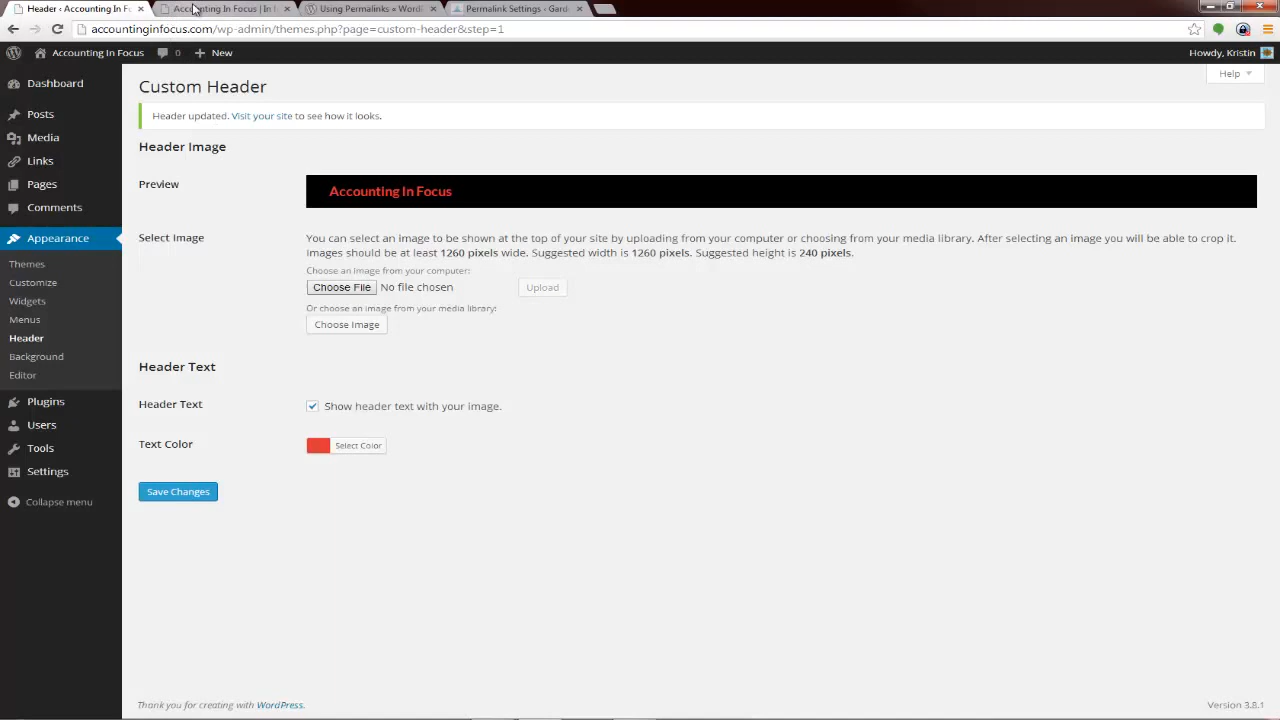 Header ‹ Accounting In Fo
Accounting In Focus | In
Using Permalinks « Word
Permalink Settings ‹ Gard
accountinginfocus.com/wp-admin/themes.php?page=custom-header&step=1
Accounting In Focus 0 New Howdy, Kristin
Help
Dashboard
Posts
Media
Links
Pages
Comments
Appearance
Themes
Customize
Widgets
Menus
Header
Background
Editor
Plugins
Users
Tools
Settings
Collapse menu
Custom Header
Header updated. Visit your site to see how it looks.
Header Image
Preview
Accounting In Focus
Select Image
You can select an image to be shown at the top of your site by uploading from your computer or choosing from your media library. After selecting an image you will be able to crop it.
Images should be at least 1260 pixels wide. Suggested width is 1260 pixels. Suggested height is 240 pixels.
Choose an image from your computer:
Choose File No file chosen Upload
Or choose an image from your media library:
Choose Image
Header Text
Header Text
Show header text with your image.
Text Color
Select Color
Save Changes
Thank you for creating with WordPress.
Version 3.8.1